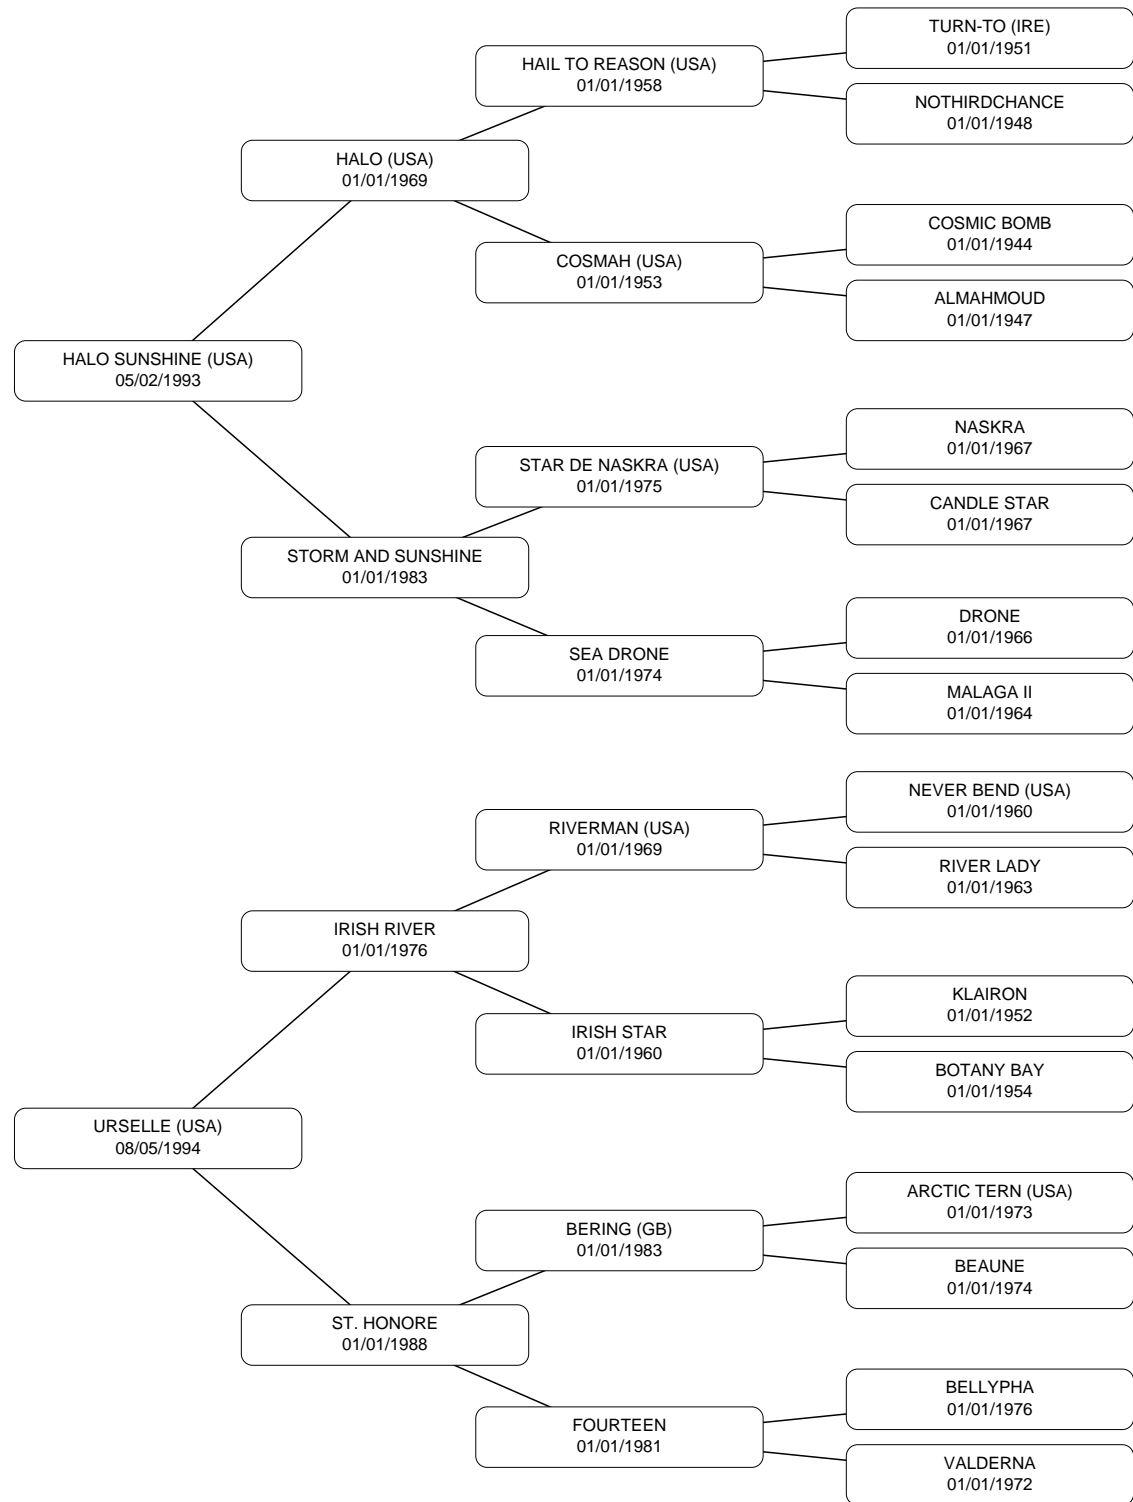 TURN-TO (IRE)
01/01/1951
HAIL TO REASON (USA)
01/01/1958
NOTHIRDCHANCE
01/01/1948
HALO (USA)
01/01/1969
COSMIC BOMB
01/01/1944
COSMAH (USA)
01/01/1953
ALMAHMOUD
01/01/1947
HALO SUNSHINE (USA)
05/02/1993
NASKRA
01/01/1967
STAR DE NASKRA (USA)
01/01/1975
CANDLE STAR
01/01/1967
STORM AND SUNSHINE
01/01/1983
DRONE
01/01/1966
SEA DRONE
01/01/1974
MALAGA II
01/01/1964
NEVER BEND (USA)
01/01/1960
RIVERMAN (USA)
01/01/1969
RIVER LADY
01/01/1963
IRISH RIVER
01/01/1976
KLAIRON
01/01/1952
IRISH STAR
01/01/1960
BOTANY BAY
01/01/1954
URSELLE (USA)
08/05/1994
ARCTIC TERN (USA)
01/01/1973
BERING (GB)
01/01/1983
BEAUNE
01/01/1974
ST. HONORE
01/01/1988
BELLYPHA
01/01/1976
FOURTEEN
01/01/1981
VALDERNA
01/01/1972